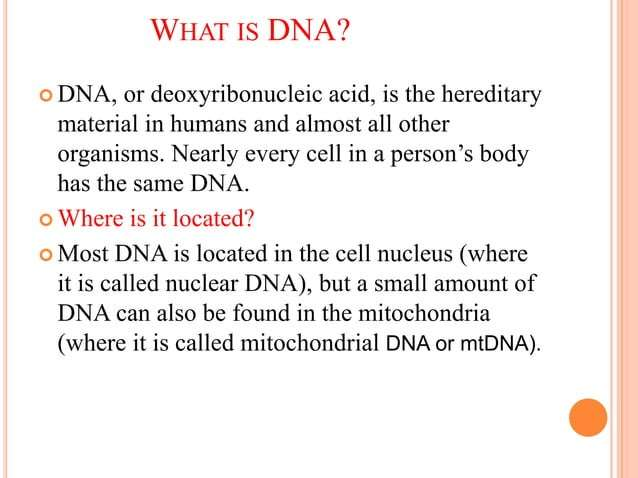 WHAT IS DNA?
DNA, or deoxyribonucleic acid, is the hereditary
material in humans and almost all other
organisms. Nearly every cell in a person’s body
has the same DNA.
Where is it located?
Most DNA is located in the cell nucleus (where
it is called nuclear DNA), but a small amount of
DNA can also be found in the mitochondria
(where it is called mitochondrial DNA or mtDNA).